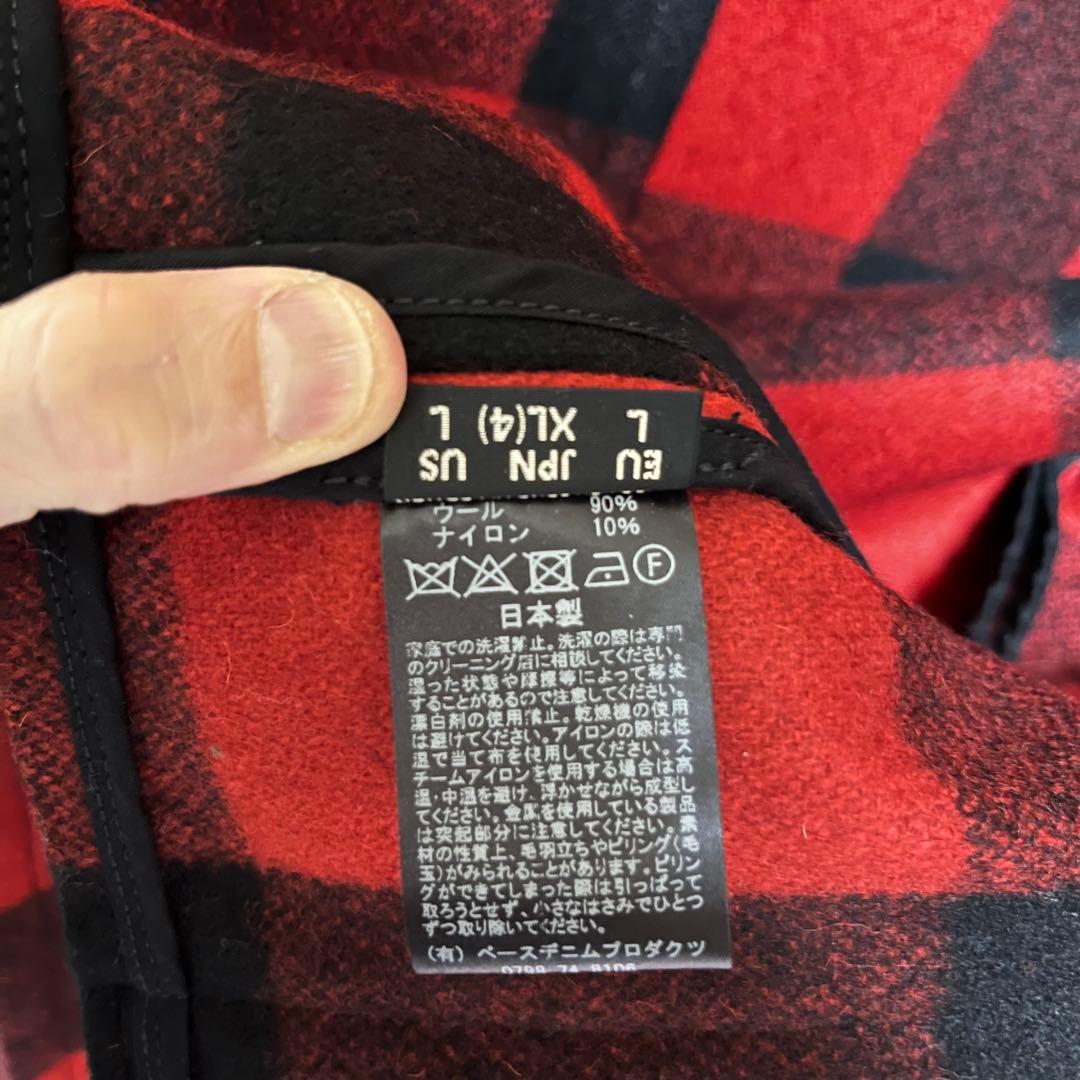 EU JPN US
L XL(4) L
ウール 90%
ナイロン 10%
F
日本製
家庭での洗濯禁止。洗濯の際は専門
のクリーニング店に相談してください。
湿った状態や摩擦等によって移染
することがあるので注意してください。
漂白剤の使用禁止。乾燥機の使用
は避けてください。アイロンの際は低
温で当て布を使用してください。ス
チームアイロンを使用する場合は高
温・中温を避け、浮かせながら成型し
てください。金属を使用している製品
は突起部分に注意してください。素
材の性質上、毛羽立ちやピリング(毛
玉)がみられることがあります。ピリン
グができてしまった際は引っぱって
取ろうとせず、小さなはさみでひとつ
ずつ取り除いてください。
(有) ベースデニムプロダクツ
0798-74-8106